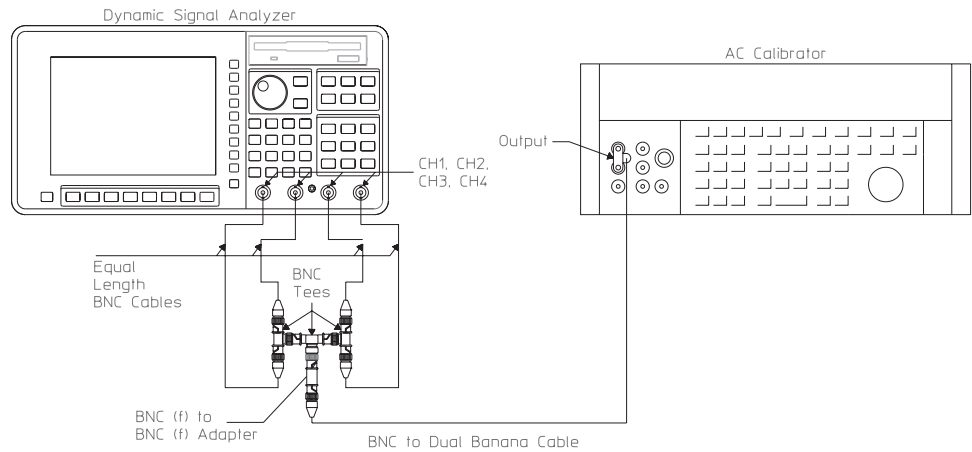 Dynamic Signal Analyzer
AC Calibrator
Output
CH1, CH2,
CH3, CH4
Equal
Length
BNC Cables
BNC
Tees
BNC (f) to
BNC (f) Adapter
BNC to Dual Banana Cable